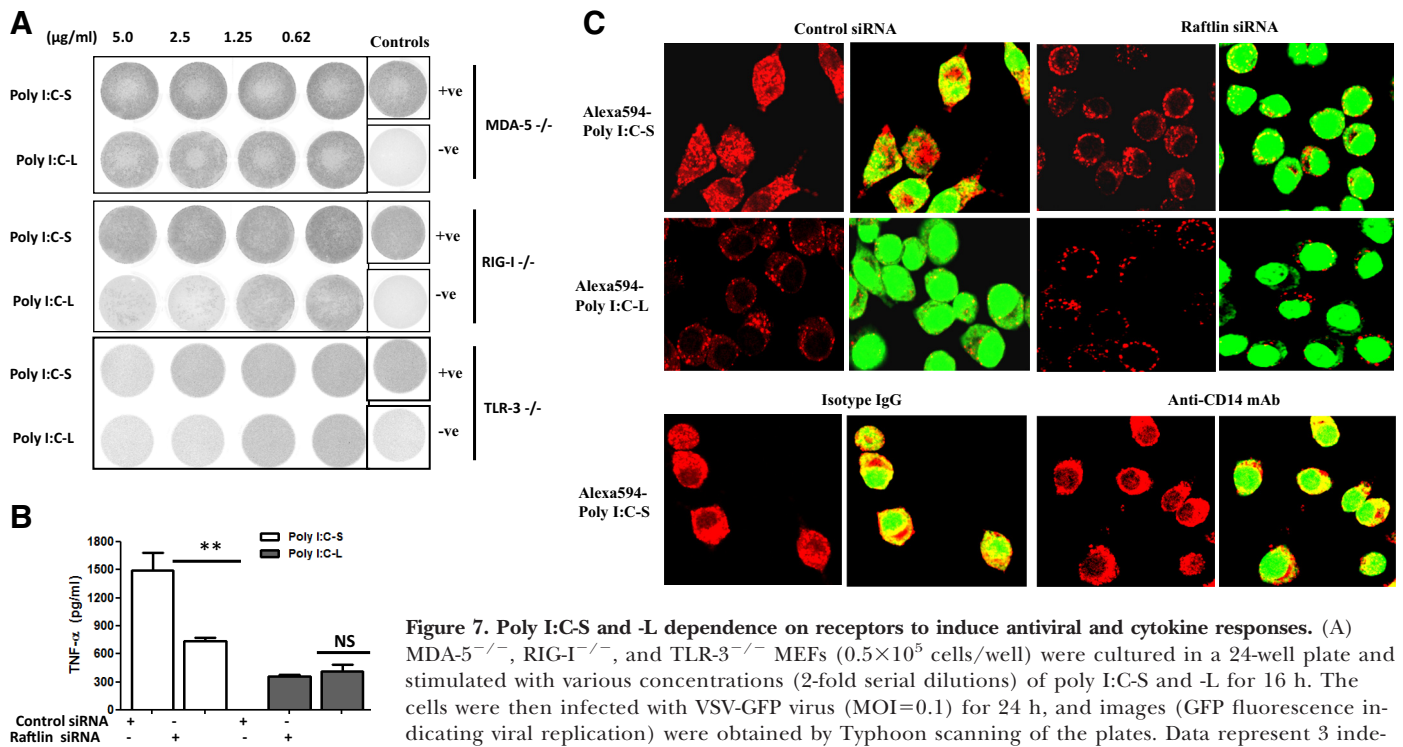 A
(µg/ml) 5.0 2.5 1.25 0.62 Controls
Poly I:C-S +ve
Poly I:C-L -ve
MDA-5 -/-
Poly I:C-S +ve
Poly I:C-L -ve
RIG-I -/-
Poly I:C-S +ve
Poly I:C-L -ve
TLR-3 -/-
B
TNF-α (pg/ml)
1800
1500
1200
900
600
300
0
**
NS
Poly I:C-S
Poly I:C-L
Control siRNA + - + -
Raftlin siRNA - + - +
C
Control siRNA Raftlin siRNA
Alexa594-
Poly I:C-S
Alexa594-
Poly I:C-L
Isotype IgG Anti-CD14 mAb
Alexa594-
Poly I:C-S
Figure 7. Poly I:C-S and -L dependence on receptors to induce antiviral and cytokine responses. (A)
MDA-5−/−, RIG-I−/−, and TLR-3−/− MEFs (0.5×10⁵ cells/well) were cultured in a 24-well plate and
stimulated with various concentrations (2-fold serial dilutions) of poly I:C-S and -L for 16 h. The
cells were then infected with VSV-GFP virus (MOI=0.1) for 24 h, and images (GFP fluorescence in-
dicating viral replication) were obtained by Typhoon scanning of the plates. Data represent 3 inde-